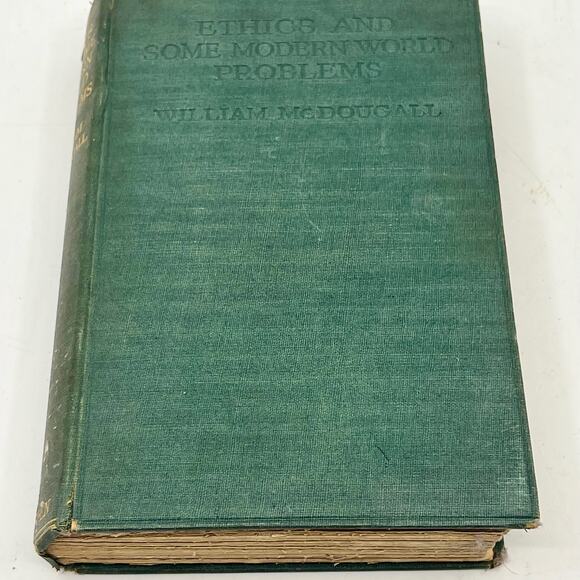 ETHICS AND
SOME MODERN WORLD
PROBLEMS
WILLIAM McDOUGALL